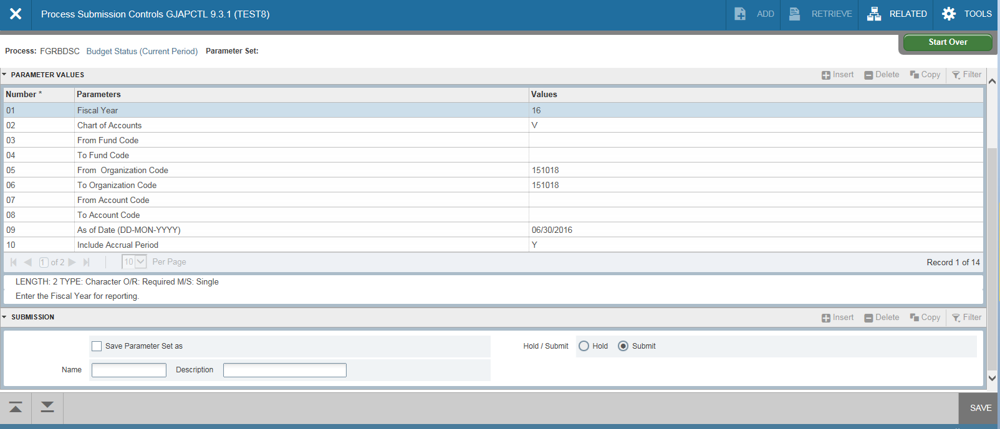 Process Submission Controls GJAPCTL 9.3.1 (TEST8) ADD RETRIEVE RELATED TOOLS
Start Over
Process: FGRBDSC Budget Status (Current Period) Parameter Set:
PARAMETER VALUES Insert Delete Copy Filter
Number * Parameters Values
01 Fiscal Year 16
02 Chart of Accounts V
03 From Fund Code
04 To Fund Code
05 From  Organization Code 151018
06 To Organization Code 151018
07 From Account Code
08 To Account Code
09 As of Date (DD-MON-YYYY) 06/30/2016
10 Include Accrual Period Y
1 of 2 10 Per Page Record 1 of 14
LENGTH: 2 TYPE: Character O/R: Required M/S: Single
Enter the Fiscal Year for reporting.
SUBMISSION Insert Delete Copy Filter
Save Parameter Set as Hold / Submit Hold Submit
Name Description
SAVE